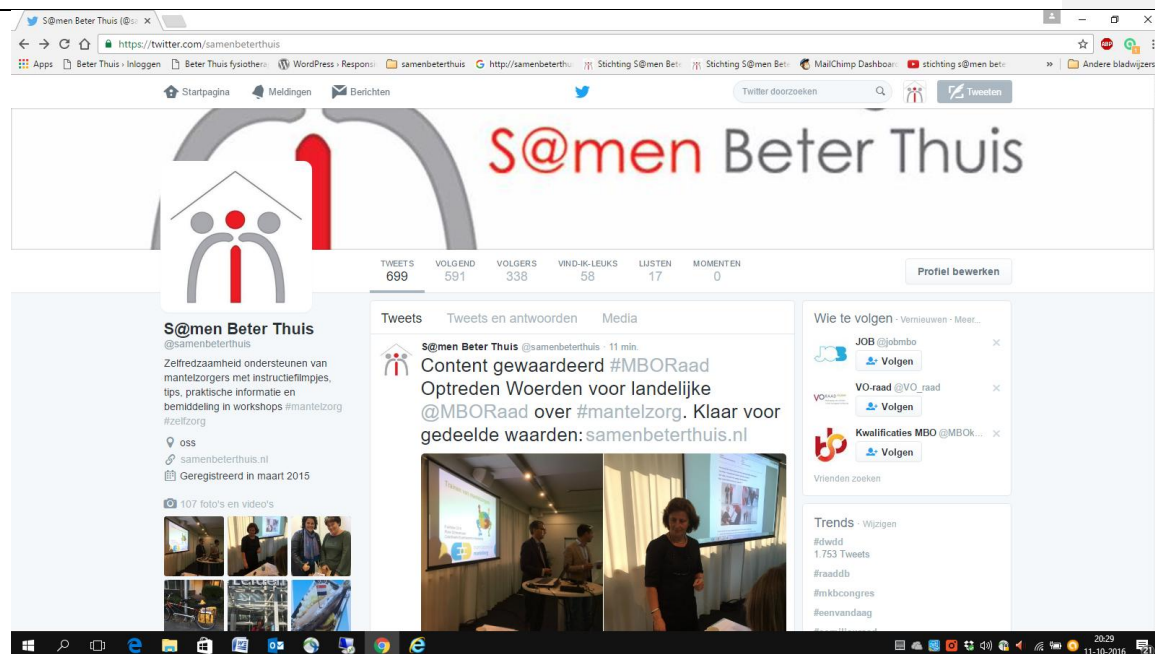 S@men Beter Thuis (@sa
https://twitter.com/samenbeterthuis
Apps Beter Thuis › Inloggen Beter Thuis fysiothera WordPress › Responsi samenbeterthuis http://samenbeterthu Stichting S@men Bete Stichting S@men Bete MailChimp Dashboard stichting s@men bete » Andere bladwijzers
Startpagina Meldingen Berichten Twitter doorzoeken Tweeten
S@men Beter Thuis
TWEETS VOLGEND VOLGERS VIND-IK-LEUKS LIJSTEN MOMENTEN
699 591 338 58 17 0
Profiel bewerken
S@men Beter Thuis
@samenbeterthuis
Zelfredzaamheid ondersteunen van
mantelzorgers met instructiefilmpjes,
tips, praktische informatie en
bemiddeling in workshops #mantelzorg
#zelfzorg
oss
samenbeterthuis.nl
Geregistreerd in maart 2015
107 foto's en video's
Tweets Tweets en antwoorden Media
S@men Beter Thuis @samenbeterthuis · 11 min.
Content gewaardeerd #MBORaad
Optreden Woerden voor landelijke
@MBORaad over #mantelzorg. Klaar voor
gedeelde waarden: samenbeterthuis.nl
Wie te volgen · Vernieuwen · Meer...
JOB @jobmbo
Volgen
VO-raad @VO_raad
Volgen
Kwalificaties MBO @MBOk...
Volgen
Vrienden zoeken
Trends · Wijzigen
#dwdd
1.753 Tweets
#raaddb
#mkbcongres
#eenvandaag
20:29
11-10-2016
21